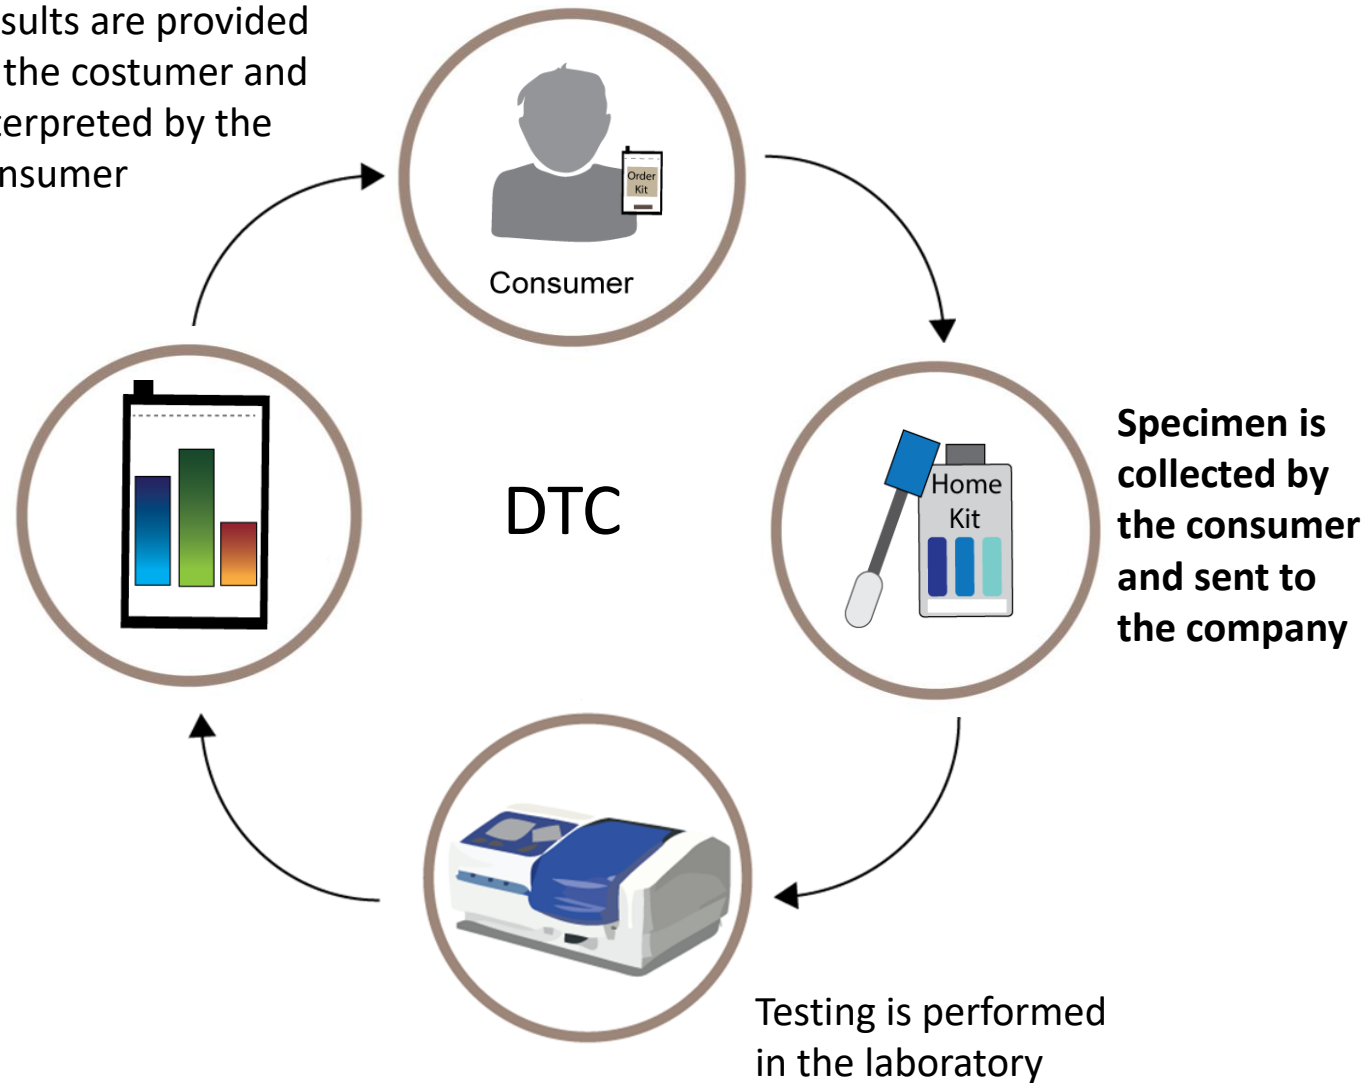 sults are provided
the costumer and
terpreted by the
nsumer
Order
Kit
Consumer
DTC
Home
Kit
Specimen is
collected by
the consumer
and sent to
the company
Testing is performed
in the laboratory